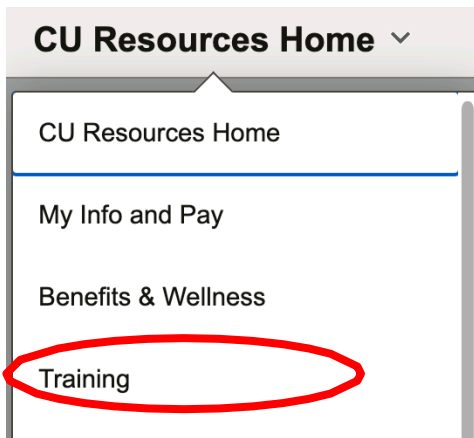 CU Resources Home
CU Resources Home
My Info and Pay
Benefits & Wellness
Training